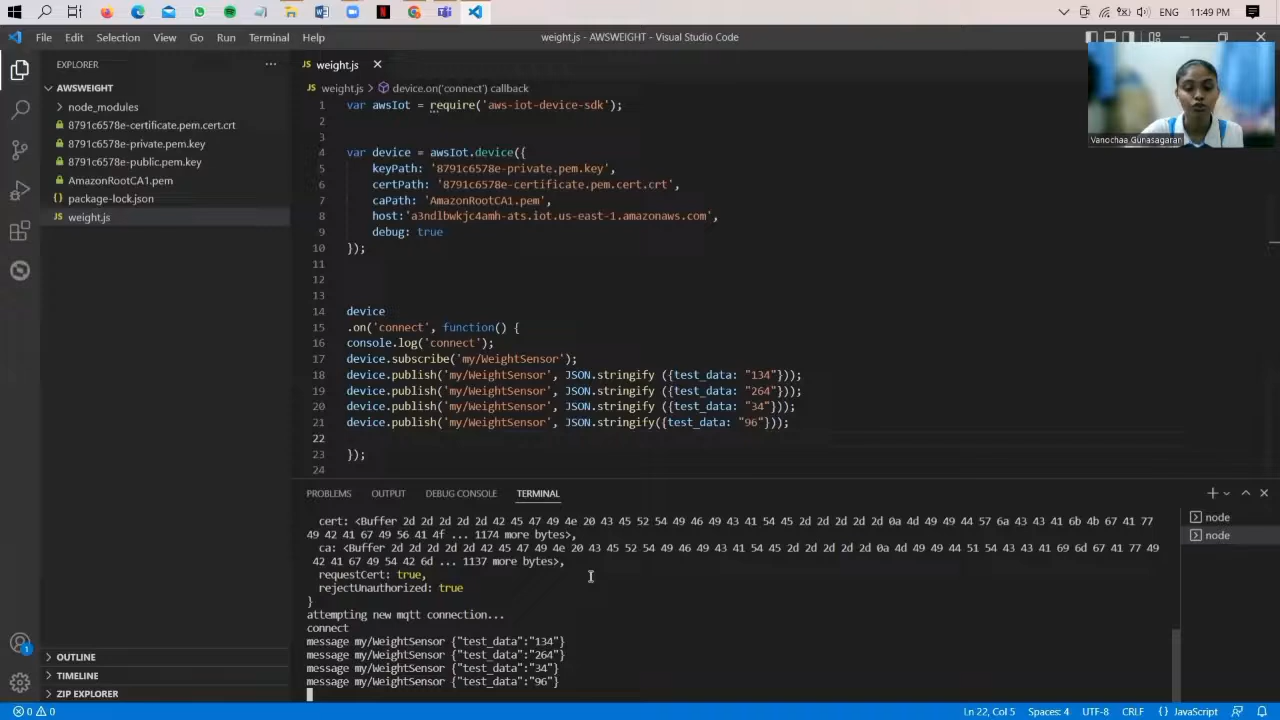 ENG
11:49 PM
File Edit Selection View Go Run Terminal Help
weight.js - AWSWEIGHT - Visual Studio Code
EXPLORER
AWSWEIGHT
node_modules
8791c6578e-certificate.pem.cert.crt
8791c6578e-private.pem.key
8791c6578e-public.pem.key
AmazonRootCA1.pem
{} package-lock.json
JS weight.js
OUTLINE
TIMELINE
ZIP EXPLORER
JS weight.js
JS weight.js > device.on('connect') callback
1 var awsIot = require('aws-iot-device-sdk');
2
3
4 var device = awsIot.device({
5 keyPath: '8791c6578e-private.pem.key',
6 certPath: '8791c6578e-certificate.pem.cert.crt',
7 caPath: 'AmazonRootCA1.pem',
8 host:'a3ndlbwkjc4amh-ats.iot.us-east-1.amazonaws.com',
9 debug: true
10 });
11
12
13
14 device
15 .on('connect', function() {
16 console.log('connect');
17 device.subscribe('my/WeightSensor');
18 device.publish('my/WeightSensor', JSON.stringify ({test_data: "134"}));
19 device.publish('my/WeightSensor', JSON.stringify ({test_data: "264"}));
20 device.publish('my/WeightSensor', JSON.stringify ({test_data: "34"}));
21 device.publish('my/WeightSensor', JSON.stringify({test_data: "96"}));
22
23 });
24
Vanochaa Gunasagaran
PROBLEMS OUTPUT DEBUG CONSOLE TERMINAL
cert: <Buffer 2d 2d 2d 2d 2d 42 45 47 49 4e 20 43 45 52 54 49 46 49 43 41 54 45 2d 2d 2d 2d 2d 0a 4d 49 49 44 57 6a 43 43 41 6b 4b 67 41 77
49 42 41 67 49 56 41 4f ... 1174 more bytes>,
ca: <Buffer 2d 2d 2d 2d 2d 42 45 47 49 4e 20 43 45 52 54 49 46 49 43 41 54 45 2d 2d 2d 2d 2d 0a 4d 49 49 44 51 54 43 43 41 69 6d 67 41 77 49
42 41 67 49 54 42 6d ... 1137 more bytes>,
requestCert: true,
rejectUnauthorized: true
}
attempting new mqtt connection...
connect
message my/WeightSensor {"test_data":"134"}
message my/WeightSensor {"test_data":"264"}
message my/WeightSensor {"test_data":"34"}
message my/WeightSensor {"test_data":"96"}
node
node
0 0
Ln 22, Col 5 Spaces: 4 UTF-8 CRLF {} JavaScript